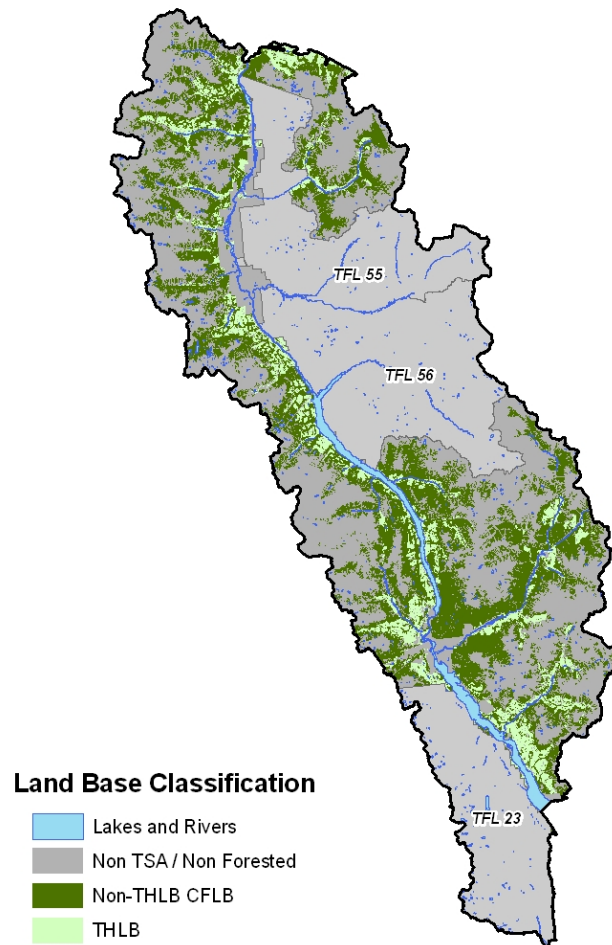 TFL 55
TFL 56
TFL 23
Land Base Classification
Lakes and Rivers
Non TSA / Non Forested
Non-THLB CFLB
THLB